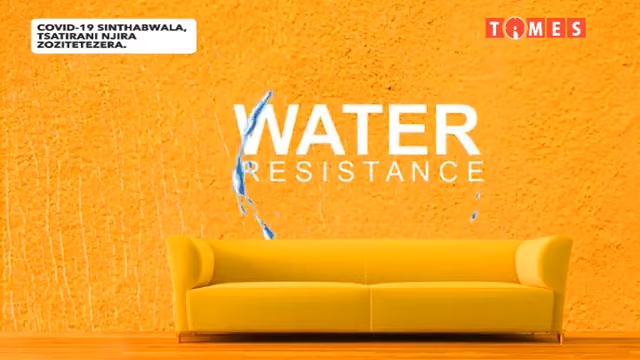 COVID-19 SINTHABWALA,
TSATIRANI NJIRA
ZOZITETEZERA.
TiMES
WATER
RESISTANCE